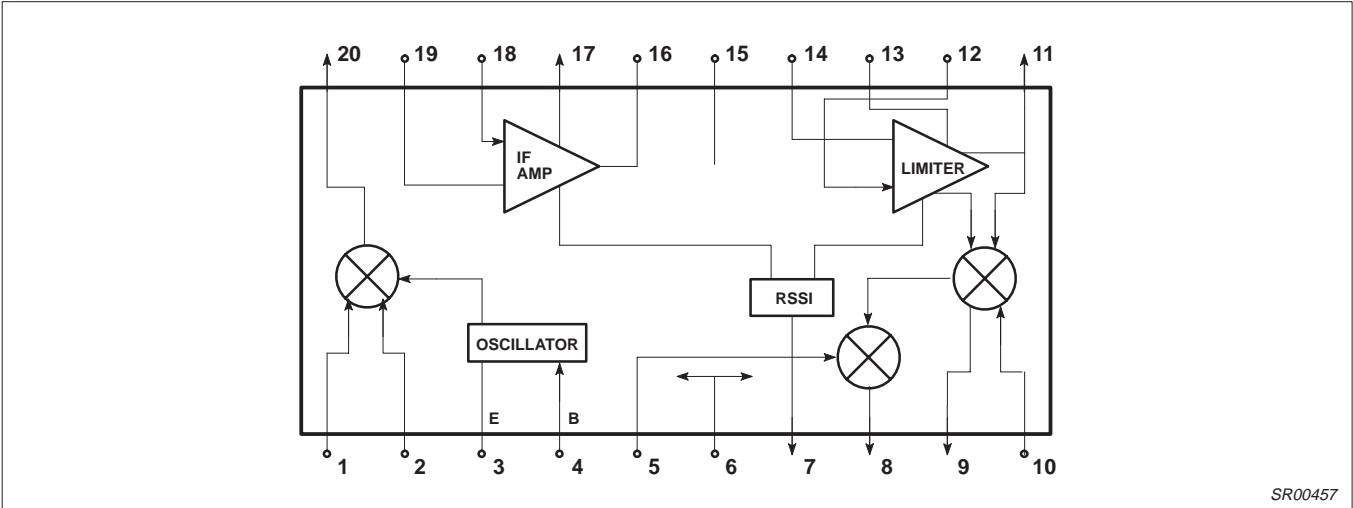 20 19 18 17 16 15 14 13 12 11
IF
AMP
LIMITER
RSSI
OSCILLATOR
E B
1 2 3 4 5 6 7 8 9 10
SR00457